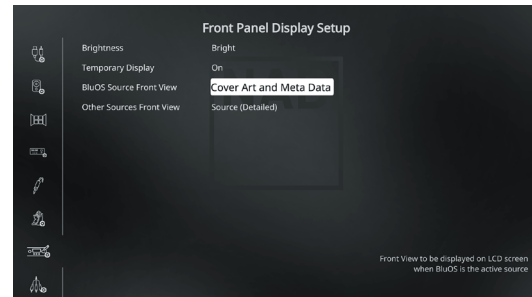 Front Panel Display Setup
Brightness Bright
Temporary Display On
BluOS Source Front View Cover Art and Meta Data
Other Sources Front View Source (Detailed)
NAD
Front View to be displayed on LCD screen
when BluOS is the active source